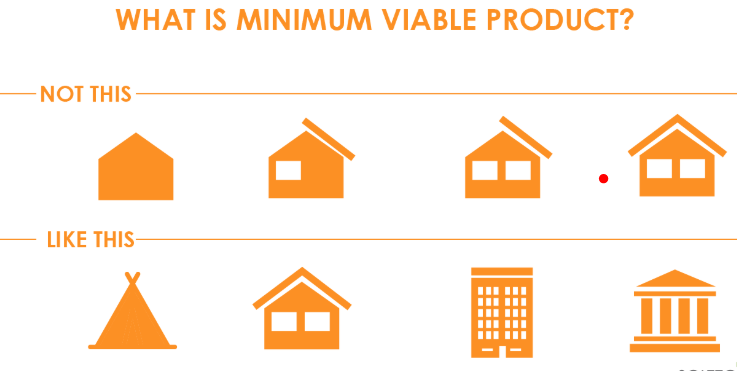 WHAT IS MINIMUM VIABLE PRODUCT?
NOT THIS
LIKE THIS